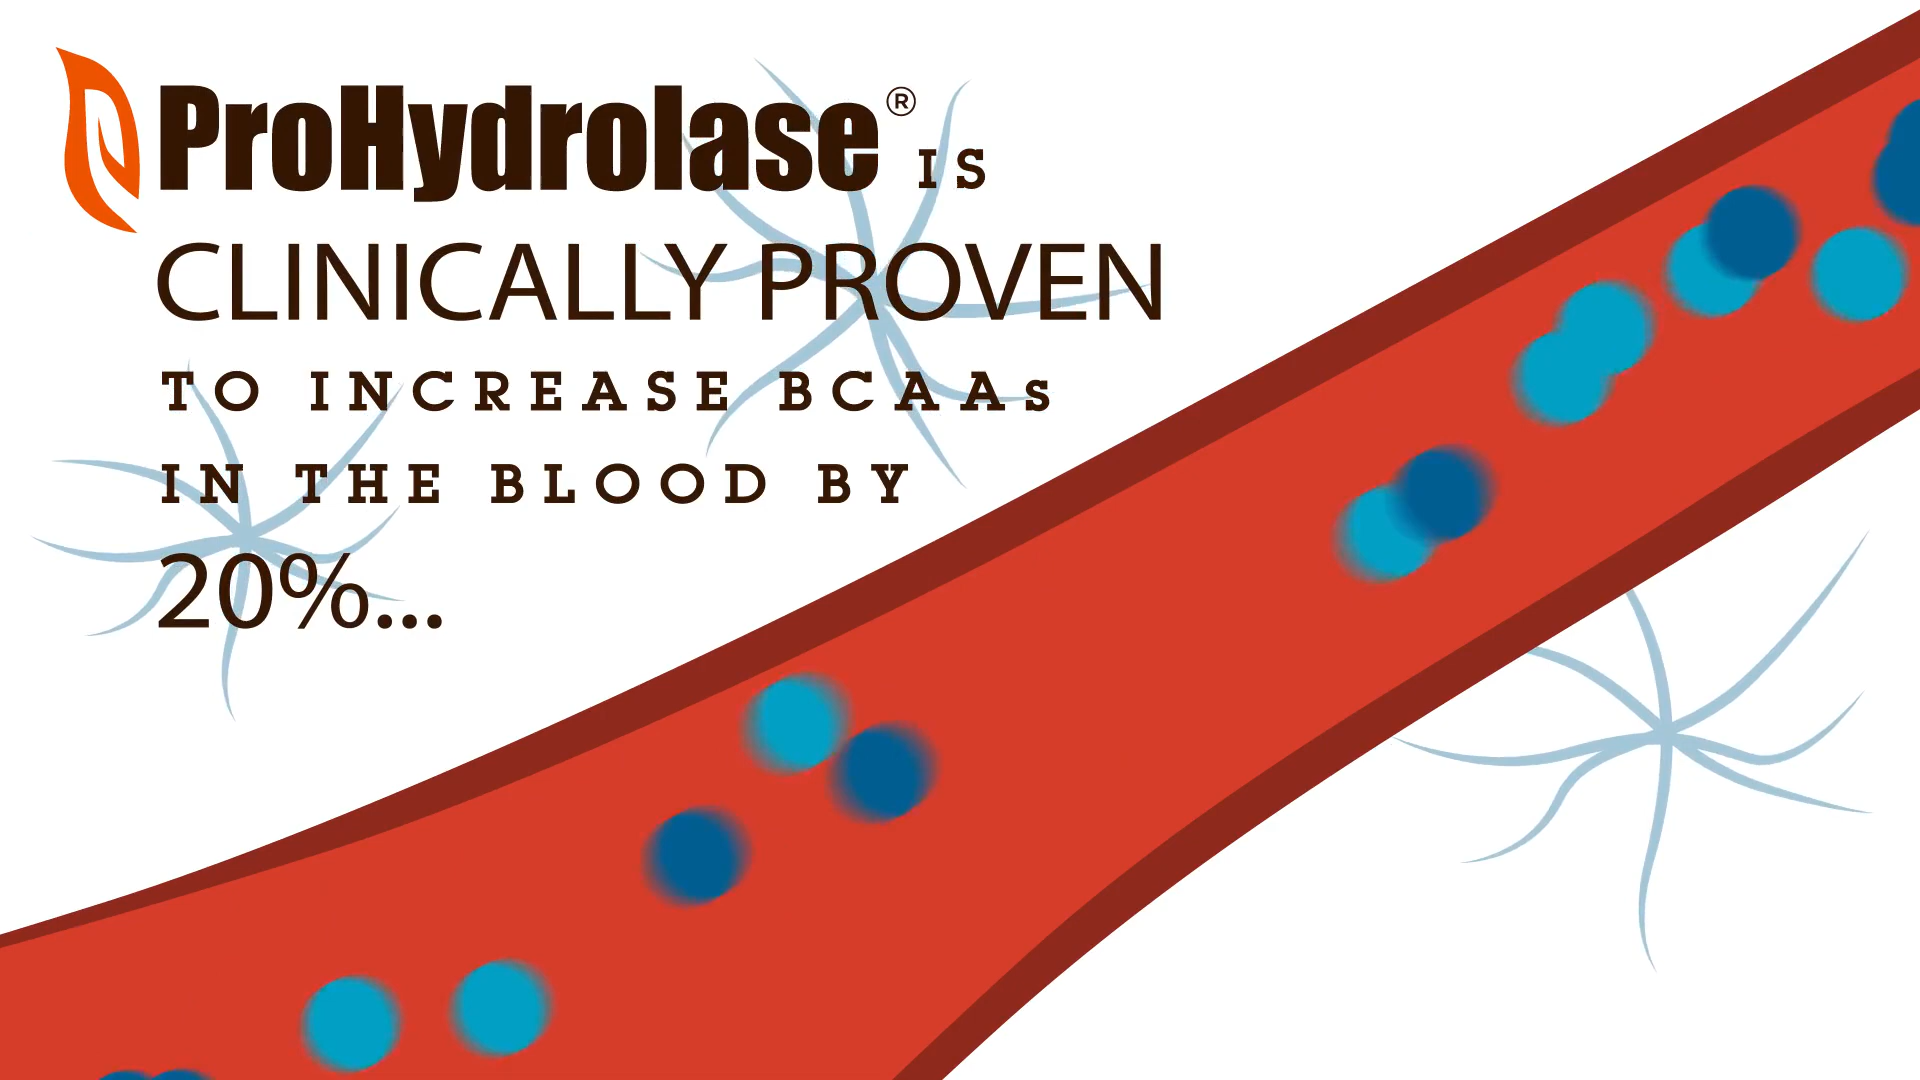 ProHydrolase® IS
CLINICALLY PROVEN
TO INCREASE BCAAs
IN THE BLOOD BY
20%...